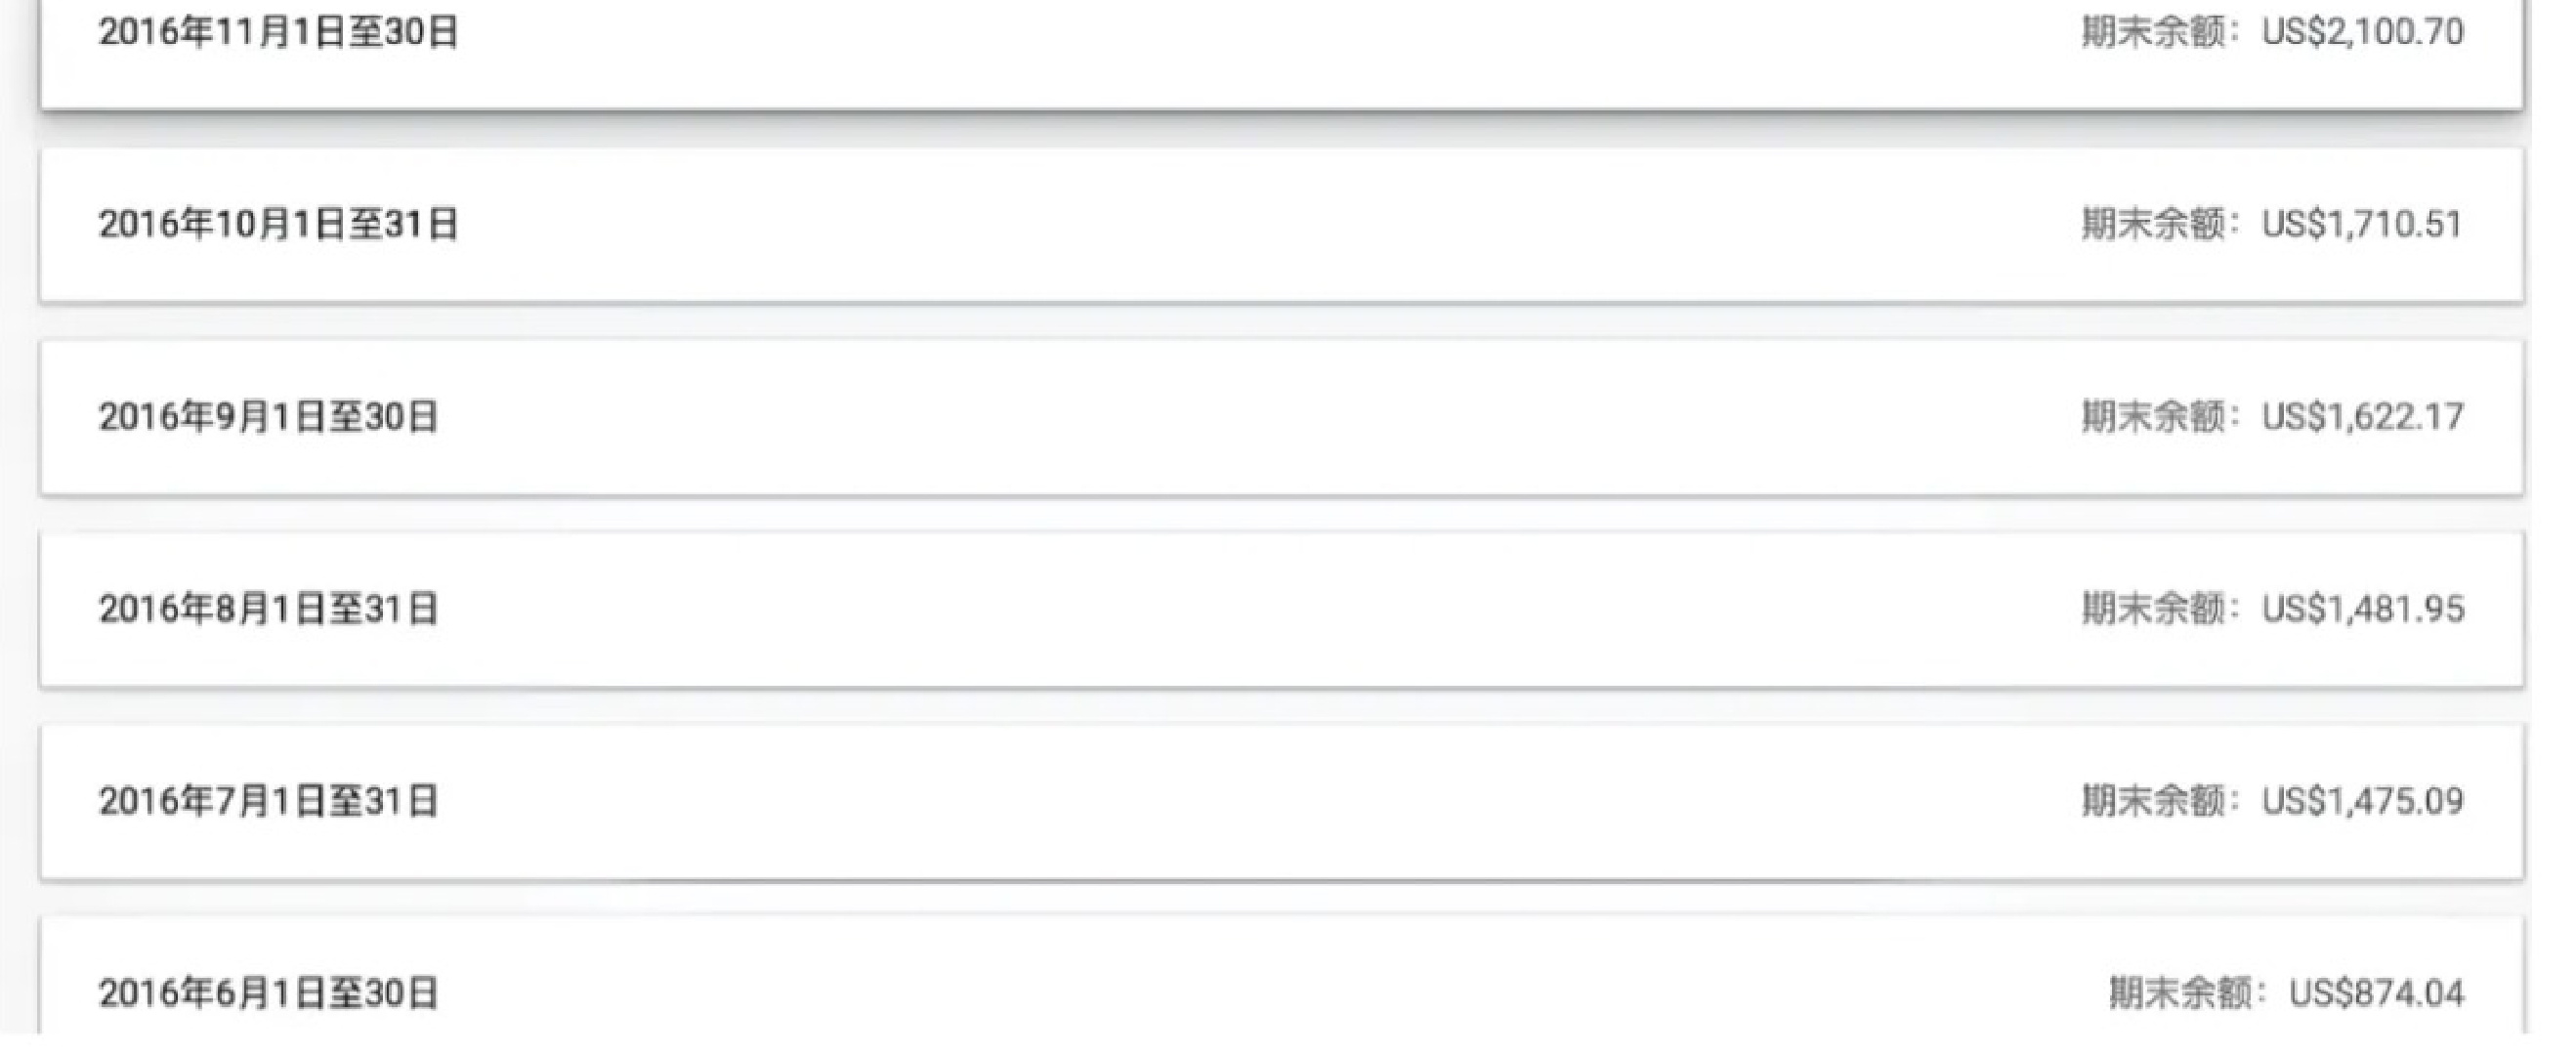 2016年11月1日至30日 期末余额：US$2,100.70
2016年10月1日至31日 期末余额：US$1,710.51
2016年9月1日至30日 期末余额：US$1,622.17
2016年8月1日至31日 期末余额：US$1,481.95
2016年7月1日至31日 期末余额：US$1,475.09
2016年6月1日至30日 期末余额：US$874.04